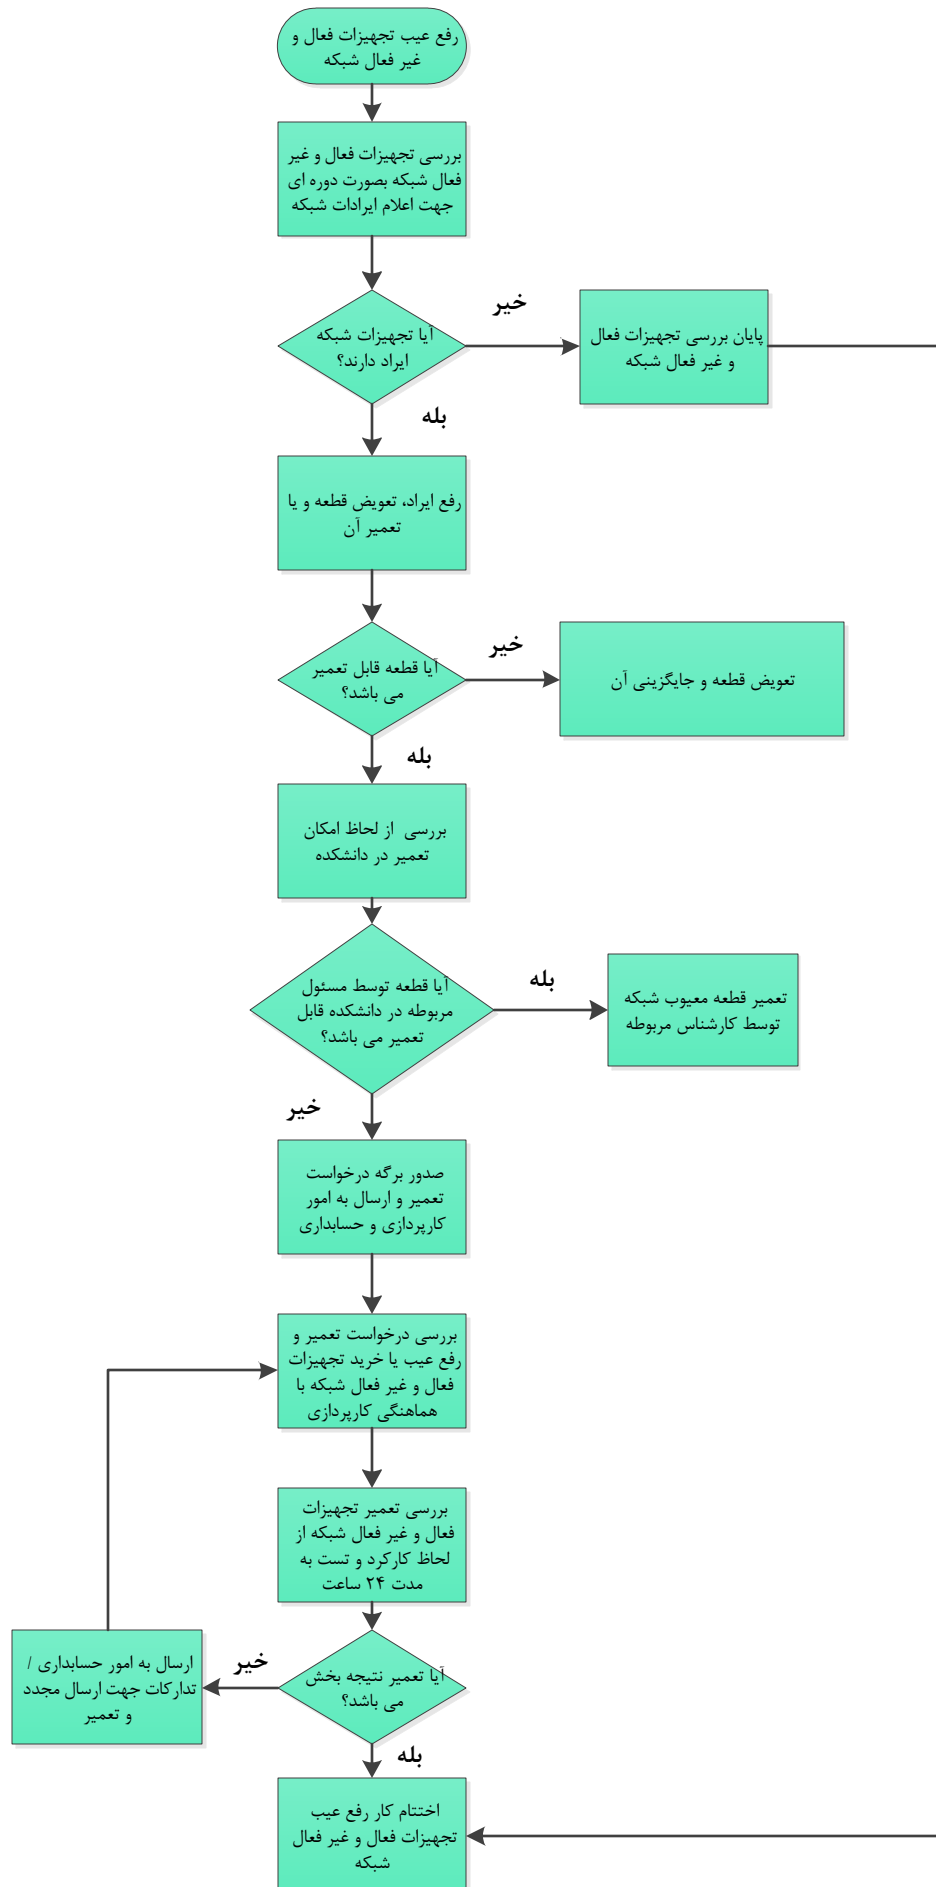 رفع عیب تجهیزات فعال و
غیر فعال شبکه
بررسی تجهیزات فعال و غیر
فعال شبکه بصورت دوره ای
جهت اعلام ایرادات شبکه
آیا تجهیزات شبکه
ایراد دارند؟
خیر
پایان بررسی تجهیزات فعال
و غیر فعال شبکه
بله
رفع ایراد، تعویض قطعه و یا
تعمیر آن
آیا قطعه قابل تعمیر
می باشد؟
خیر
تعویض قطعه و جایگزینی آن
بله
بررسی از لحاظ امکان
تعمیر در دانشکده
آیا قطعه توسط مسئول
مربوطه در دانشکده قابل
تعمیر می باشد؟
بله
تعمیر قطعه معیوب شبکه
توسط کارشناس مربوطه
خیر
صدور برگه درخواست
تعمیر و ارسال به امور
کارپردازی و حسابداری
بررسی درخواست تعمیر و
رفع عیب یا خرید تجهیزات
فعال و غیر فعال شبکه با
هماهنگی کارپردازی
بررسی تعمیر تجهیزات
فعال و غیر فعال شبکه از
لحاظ کارکرد و تست به
مدت ۲۴ ساعت
آیا تعمیر نتیجه بخش
می باشد؟
خیر
ارسال به امور حسابداری /
تدارکات جهت ارسال مجدد
و تعمیر
بله
اختتام کار رفع عیب
تجهیزات فعال و غیر فعال
شبکه